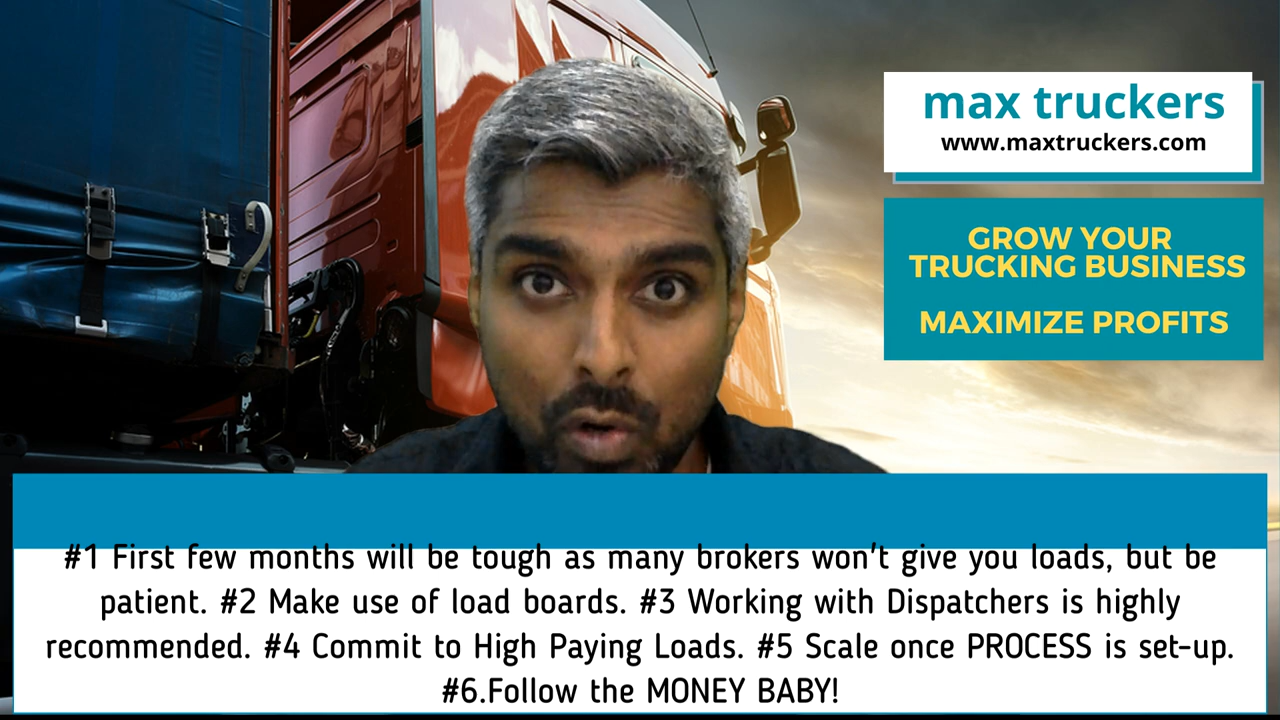 max truckers
www.maxtruckers.com
GROW YOUR
TRUCKING BUSINESS
MAXIMIZE PROFITS
#1 First few months will be tough as many brokers won't give you loads, but be
patient. #2 Make use of load boards. #3 Working with Dispatchers is highly
recommended. #4 Commit to High Paying Loads. #5 Scale once PROCESS is set-up.
#6.Follow the MONEY BABY!